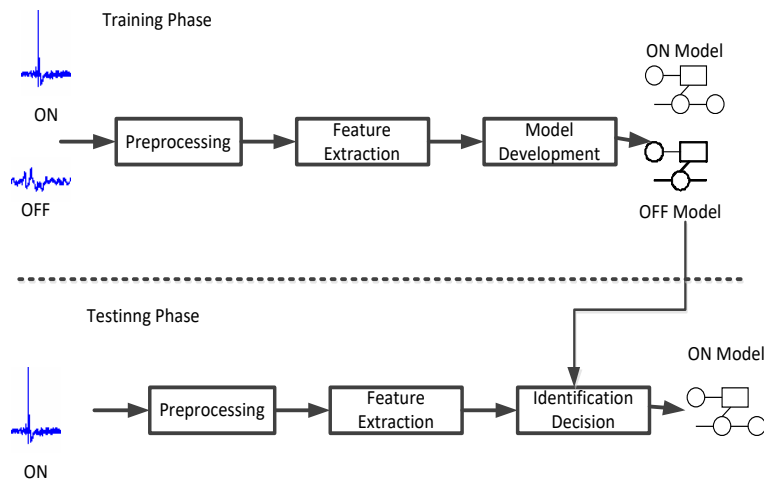 Training Phase
ON
OFF
Preprocessing
Feature
Extraction
Model
Development
ON Model
OFF Model
Testinng Phase
ON
Preprocessing
Feature
Extraction
Identification
Decision
ON Model